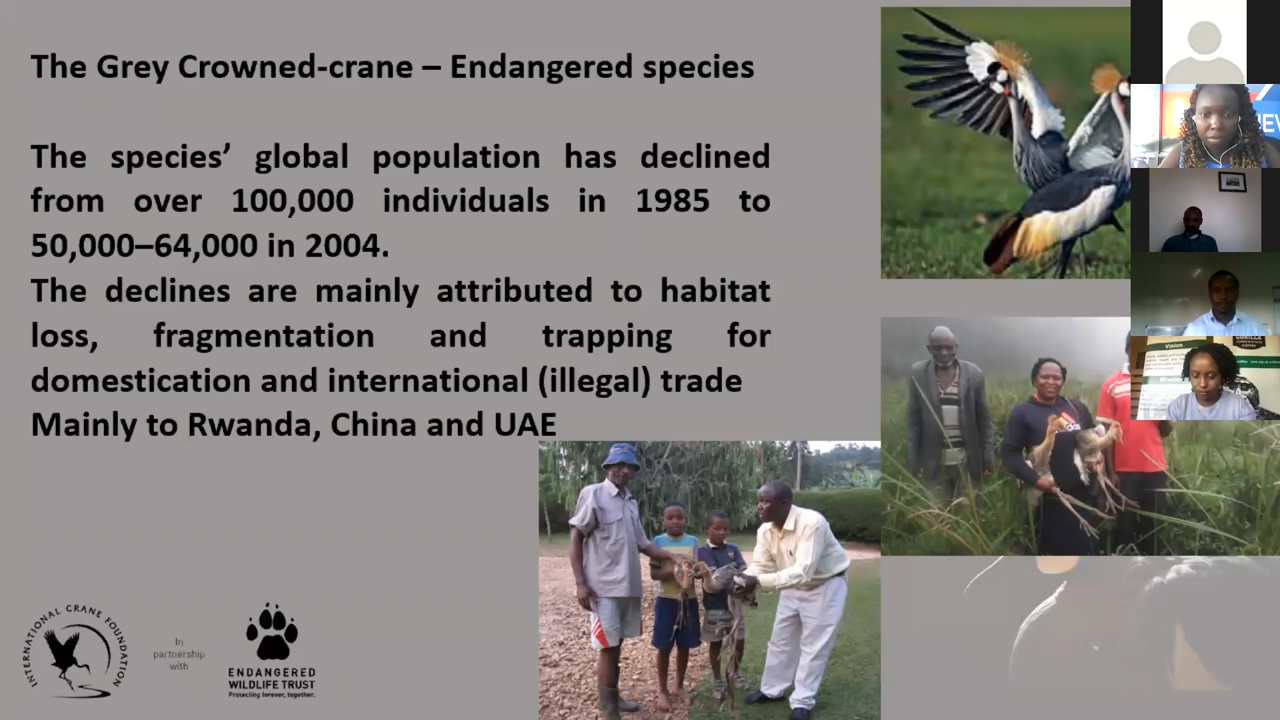 The Grey Crowned-crane – Endangered species
The species’ global population has declined
from over 100,000 individuals in 1985 to
50,000–64,000 in 2004.
The declines are mainly attributed to habitat
loss, fragmentation and trapping for
domestication and international (illegal) trade
Mainly to Rwanda, China and UAE
INTERNATIONAL CRANE FOUNDATION
In
partnership
with
ENDANGERED
WILDLIFE TRUST
Protecting forever, together.
Vision
GORILLA
CONSERVATION
COFFEE